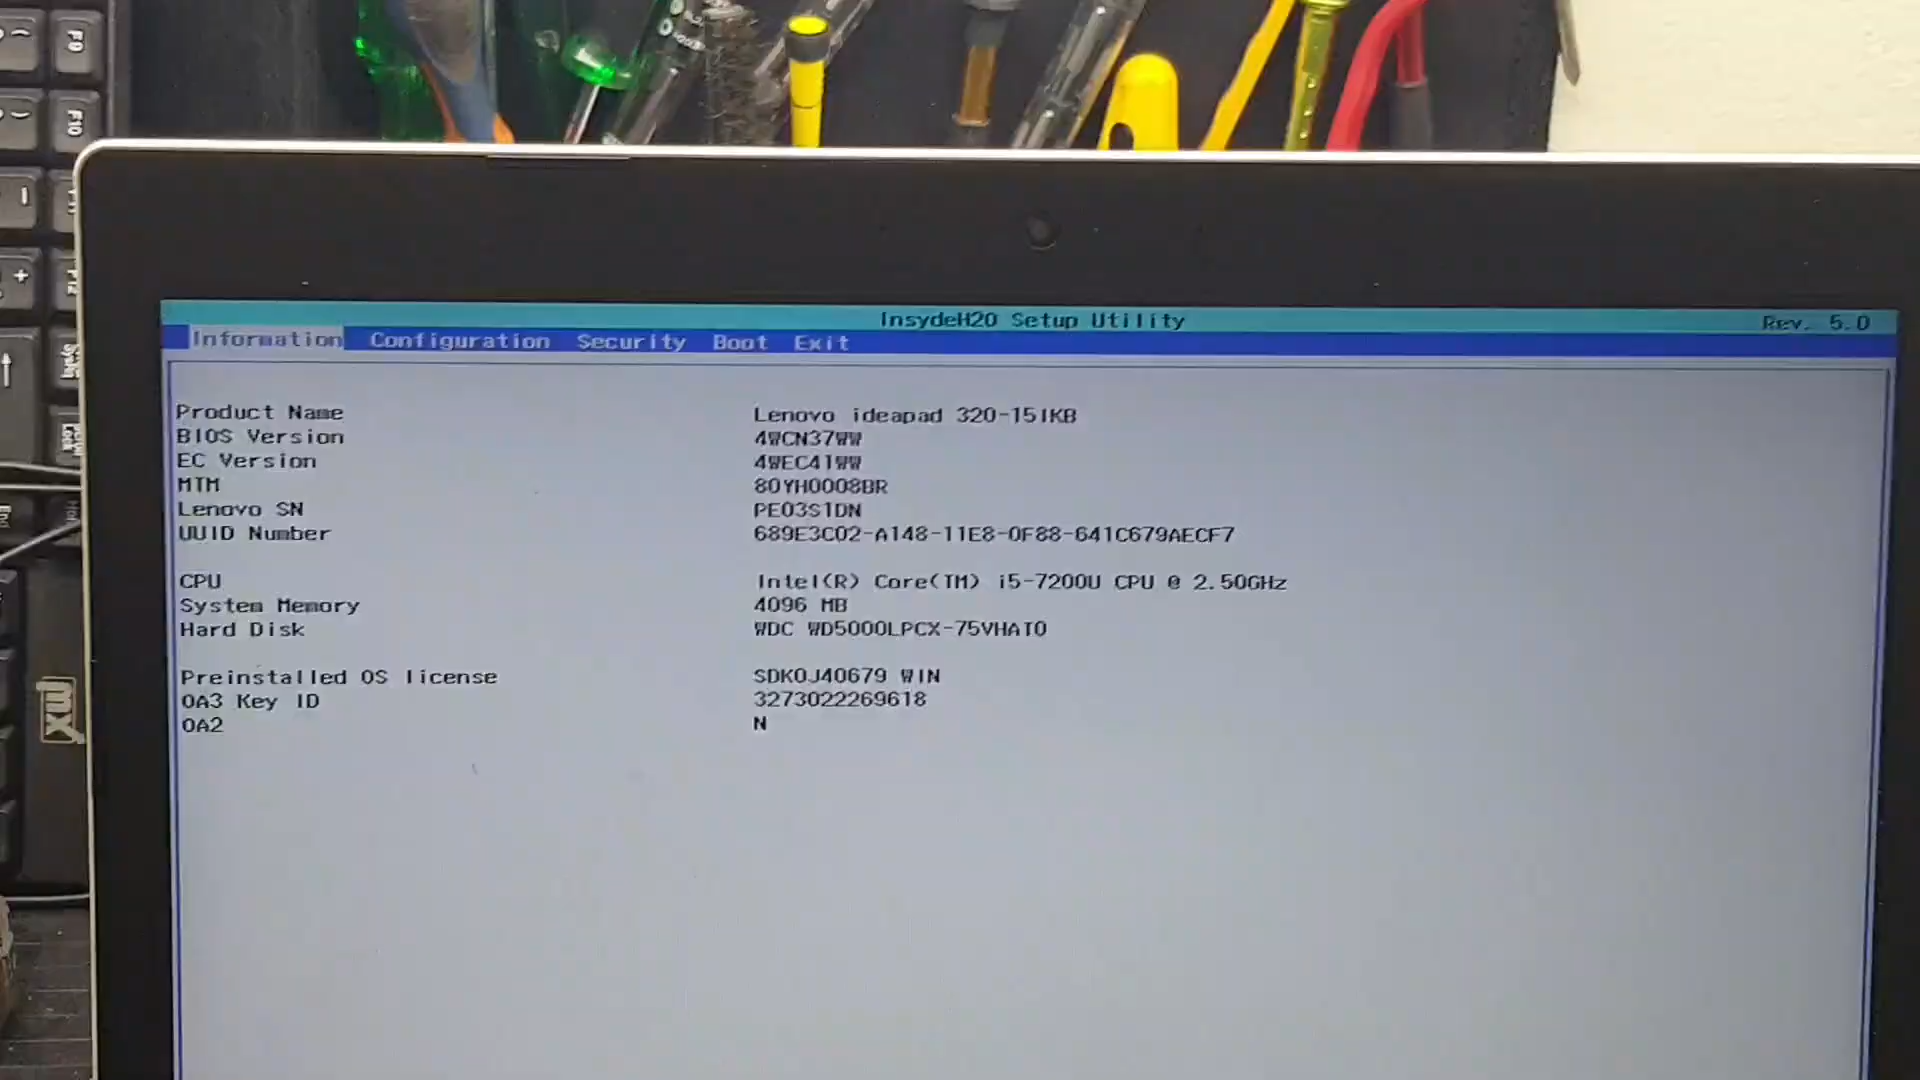 F9
F10
InsydeH2O Setup Utility
Rev. 5.0
Information Configuration Security Boot Exit
Product Name Lenovo ideapad 320-15IKB
BIOS Version 4WCN37WW
EC Version 4WEC41WW
MTM 80YH0008BR
Lenovo SN PE03S1DN
UUID Number 689E3C02-A148-11E8-0F88-641C679AECF7
CPU Intel(R) Core(TM) i5-7200U CPU @ 2.50GHz
System Memory 4096 MB
Hard Disk WDC WD5000LPCX-75VHAT0
Preinstalled OS license SDK0J40679 WIN
OA3 Key ID 3273022269618
OA2 N
mx